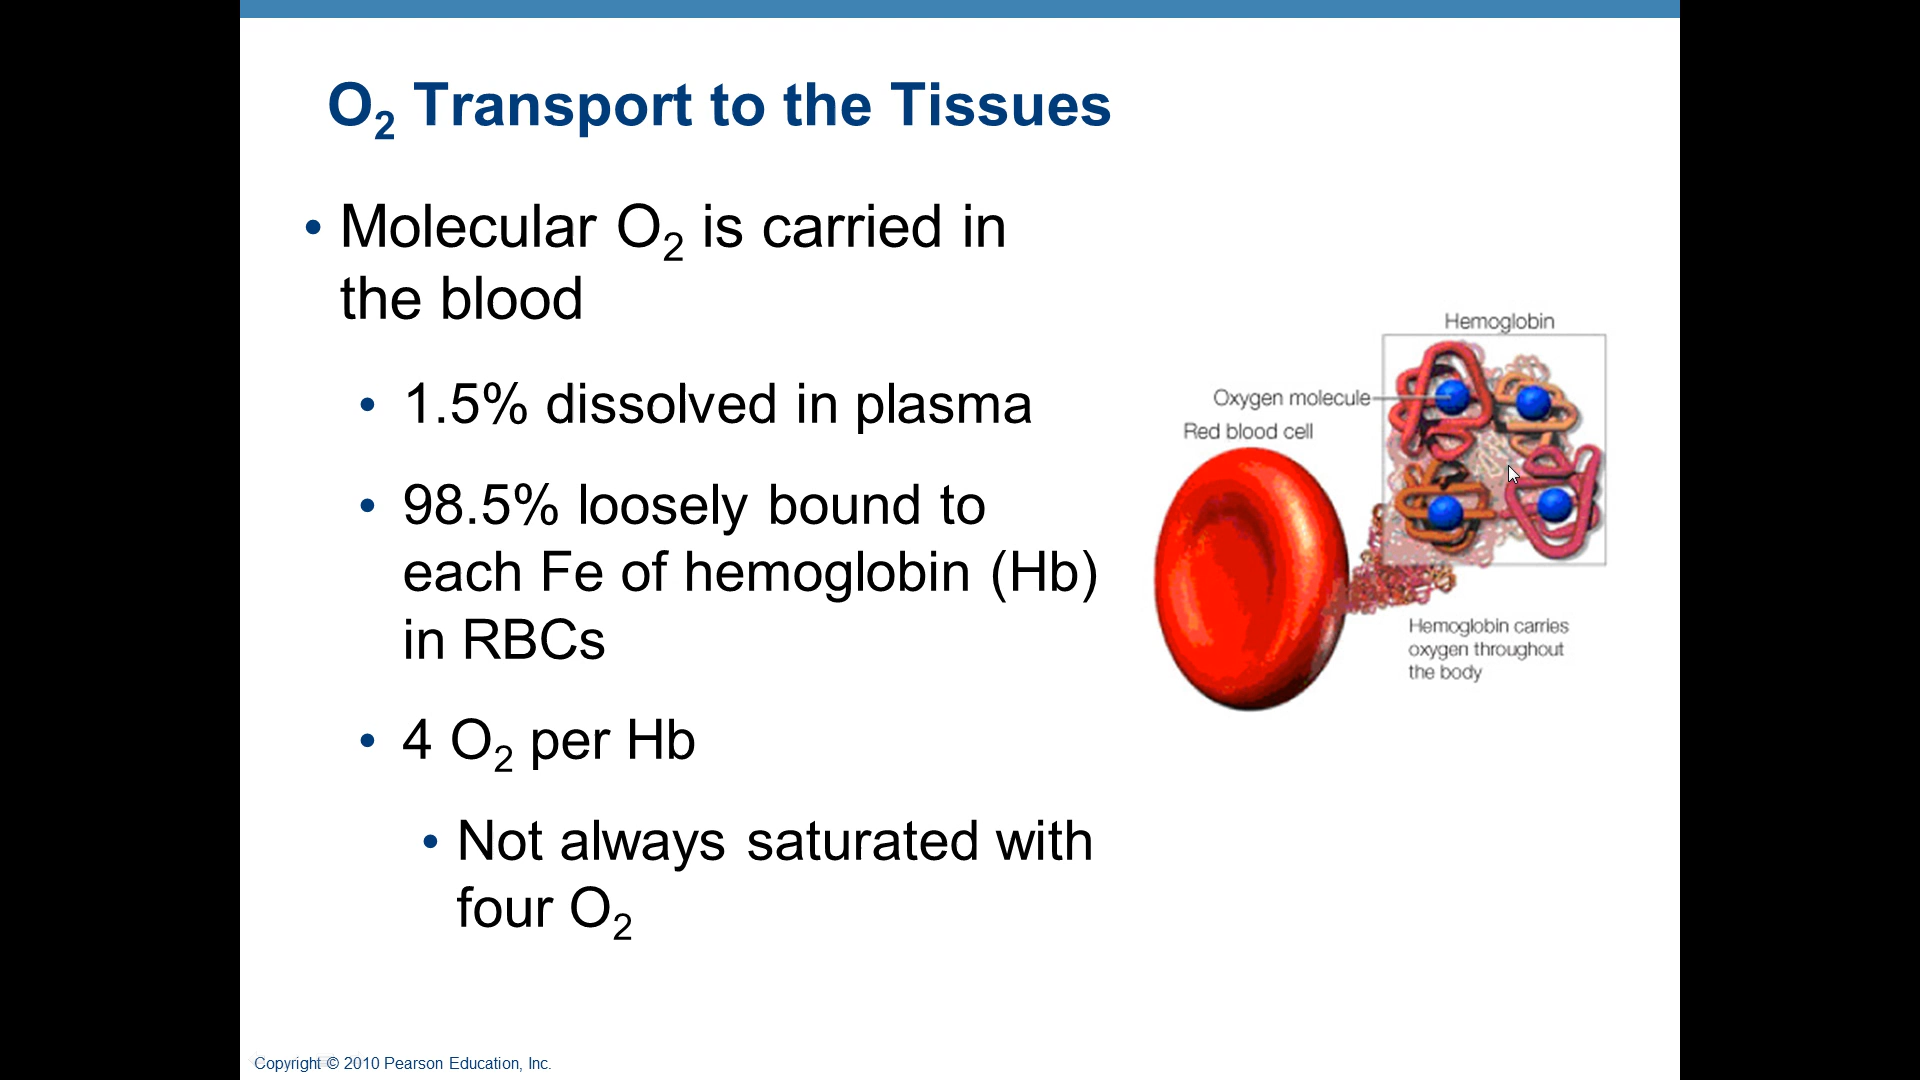 O₂ Transport to the Tissues
• Molecular O₂ is carried in
the blood
• 1.5% dissolved in plasma
• 98.5% loosely bound to
each Fe of hemoglobin (Hb)
in RBCs
• 4 O₂ per Hb
• Not always saturated with
four O₂
Hemoglobin
Oxygen molecule
Red blood cell
Hemoglobin carries
oxygen throughout
the body
Copyright © 2010 Pearson Education, Inc.